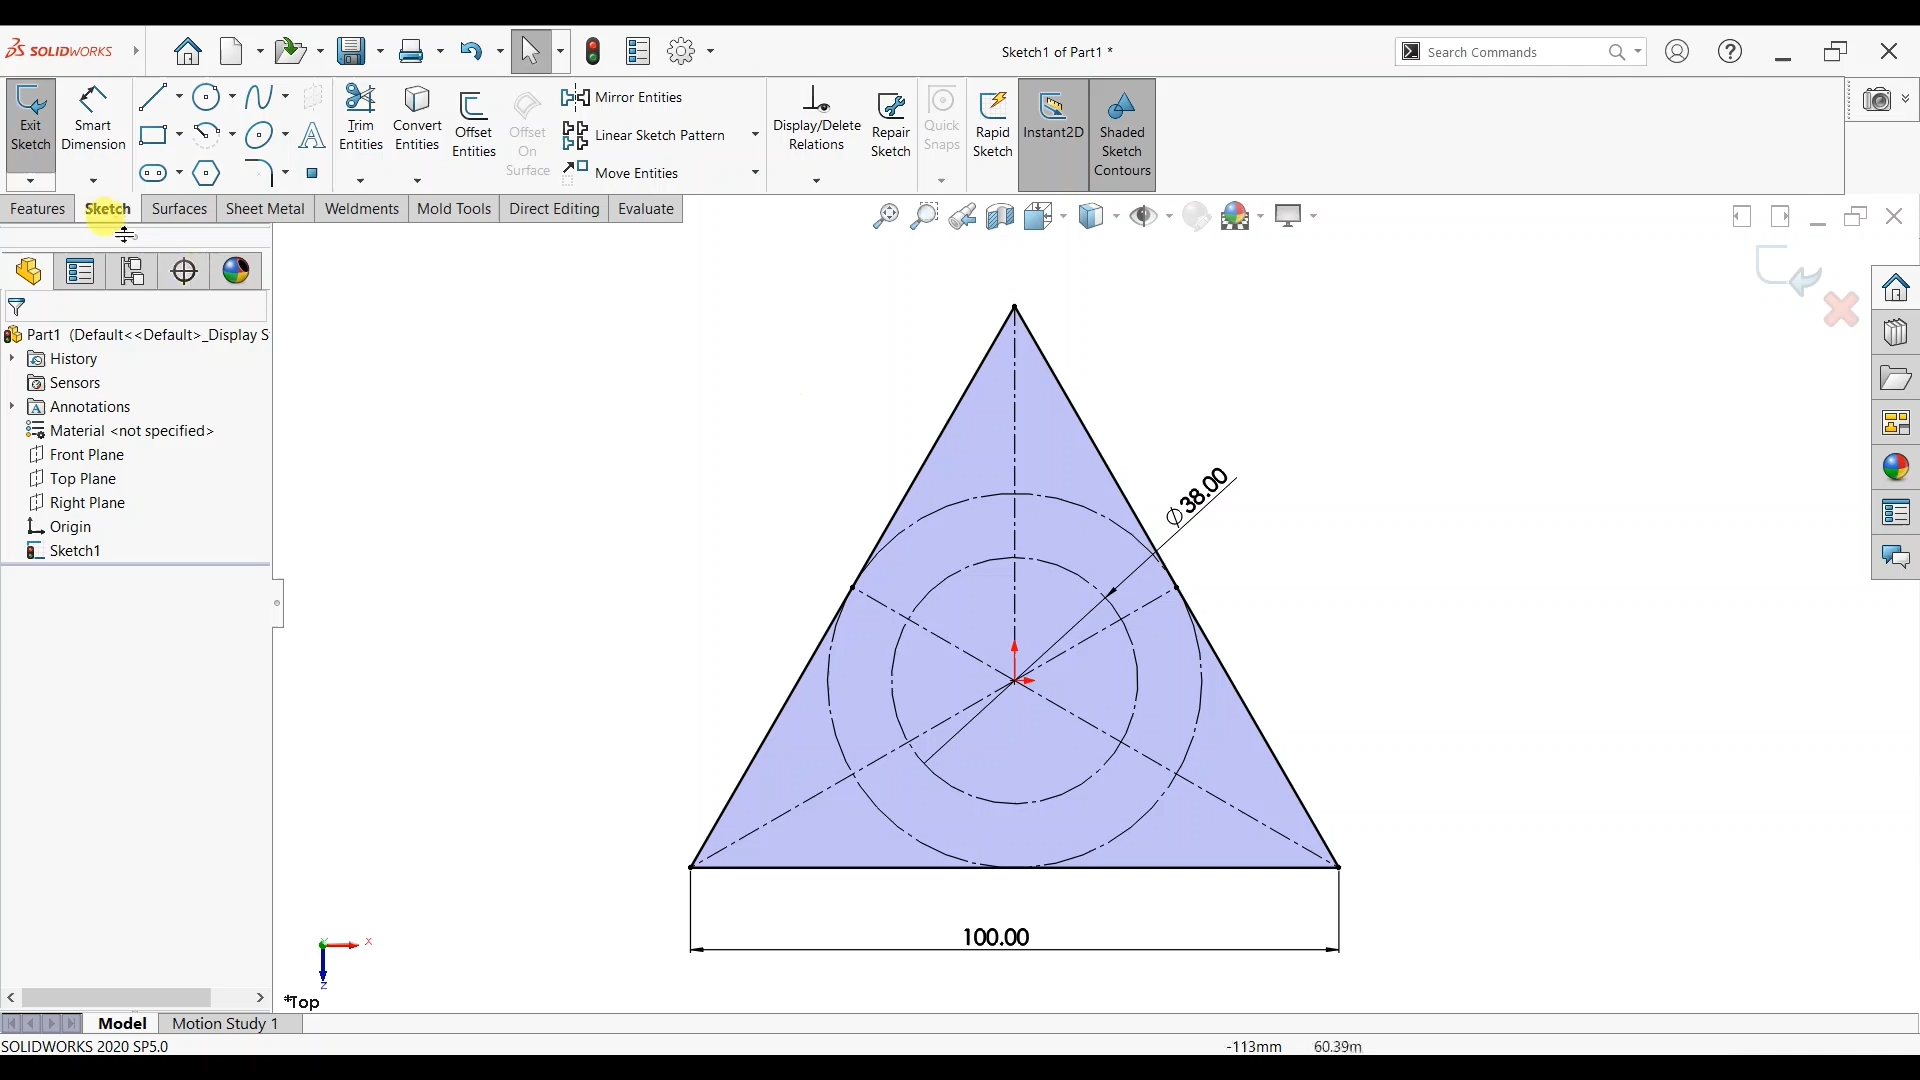 SOLIDWORKS
Sketch1 of Part1 *
Search Commands
Exit Sketch
Smart Dimension
Trim Entities
Convert Entities
Offset Entities
Offset On Surface
Mirror Entities
Linear Sketch Pattern
Move Entities
Display/Delete Relations
Repair Sketch
Quick Snaps
Rapid Sketch
Instant2D
Shaded Sketch Contours
Features
Sketch
Surfaces
Sheet Metal
Weldments
Mold Tools
Direct Editing
Evaluate
Part1 (Default<<Default>_Display S
History
Sensors
Annotations
Material <not specified>
Front Plane
Top Plane
Right Plane
Origin
Sketch1
Ø38.00
100.00
X
Y
Z
*Top
Model
Motion Study 1
SOLIDWORKS 2020 SP5.0
-113mm
60.39m